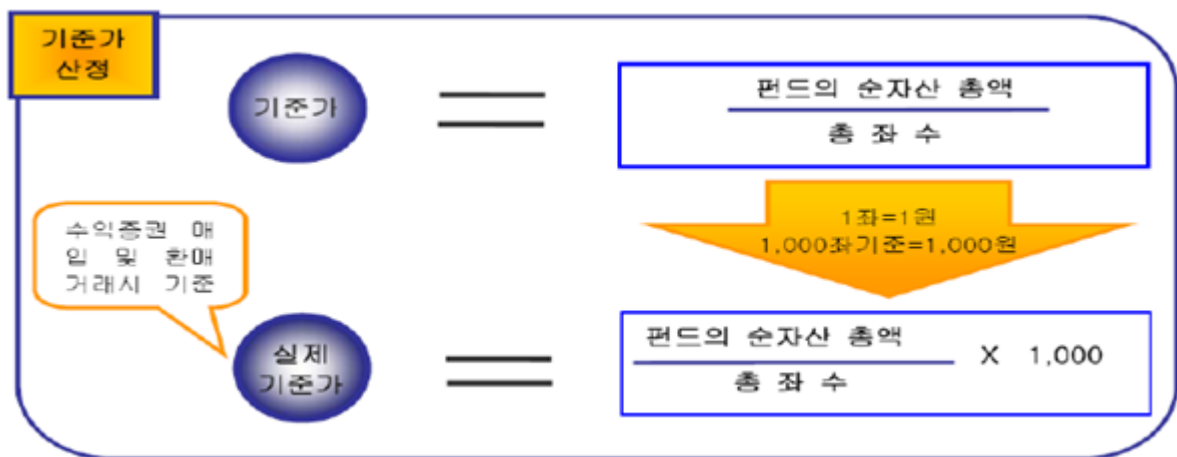 기준가
산정
기준가
펀드의 순자산 총액
총 좌 수
1좌=1원
1,000좌기준=1,000원
수익증권 매
입 및 환매
거래시 기준
실제
기준가
펀드의 순자산 총액
총 좌 수
X 1,000